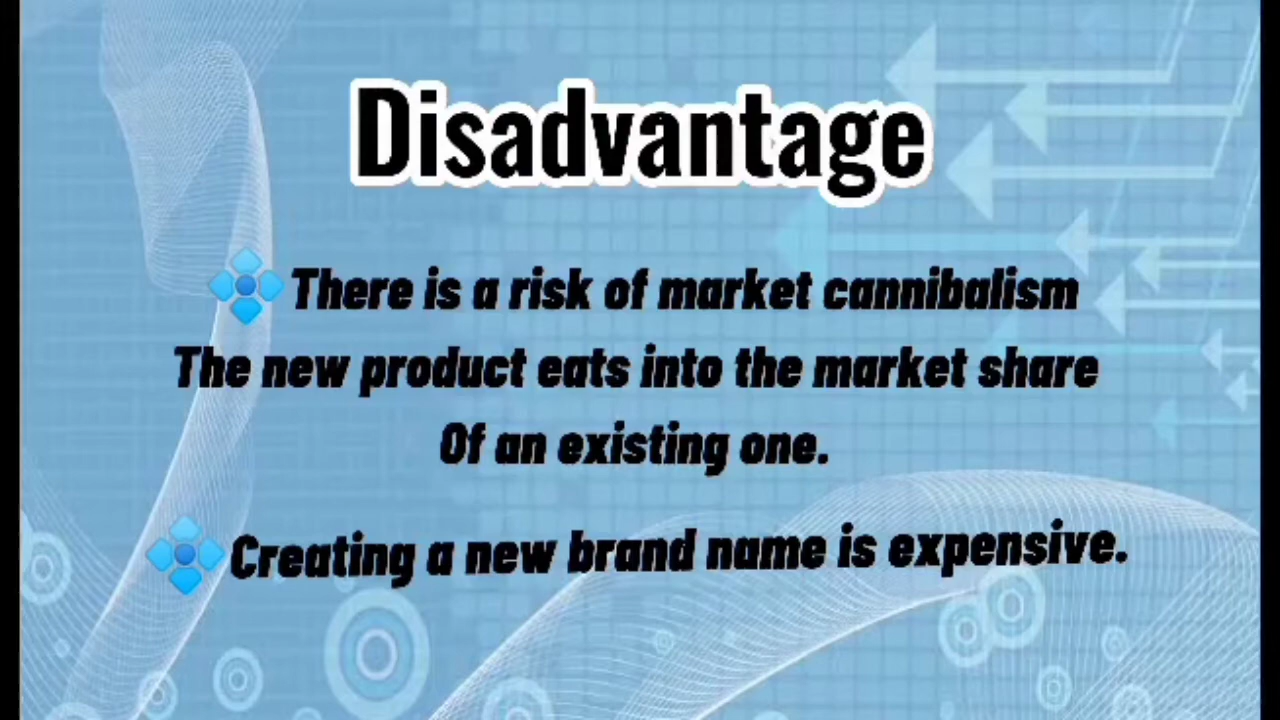 Disadvantage
There is a risk of market cannibalism
The new product eats into the market share
Of an existing one.
Creating a new brand name is expensive.